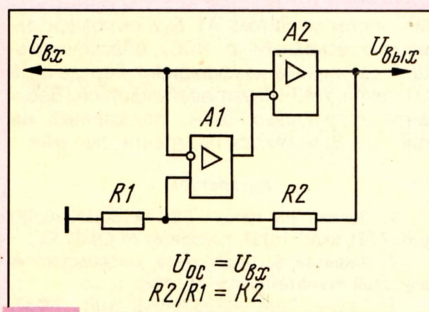 Uвх
A2
Uвых
A1
R1
R2
Uос = Uвх
R2/R1 = K2